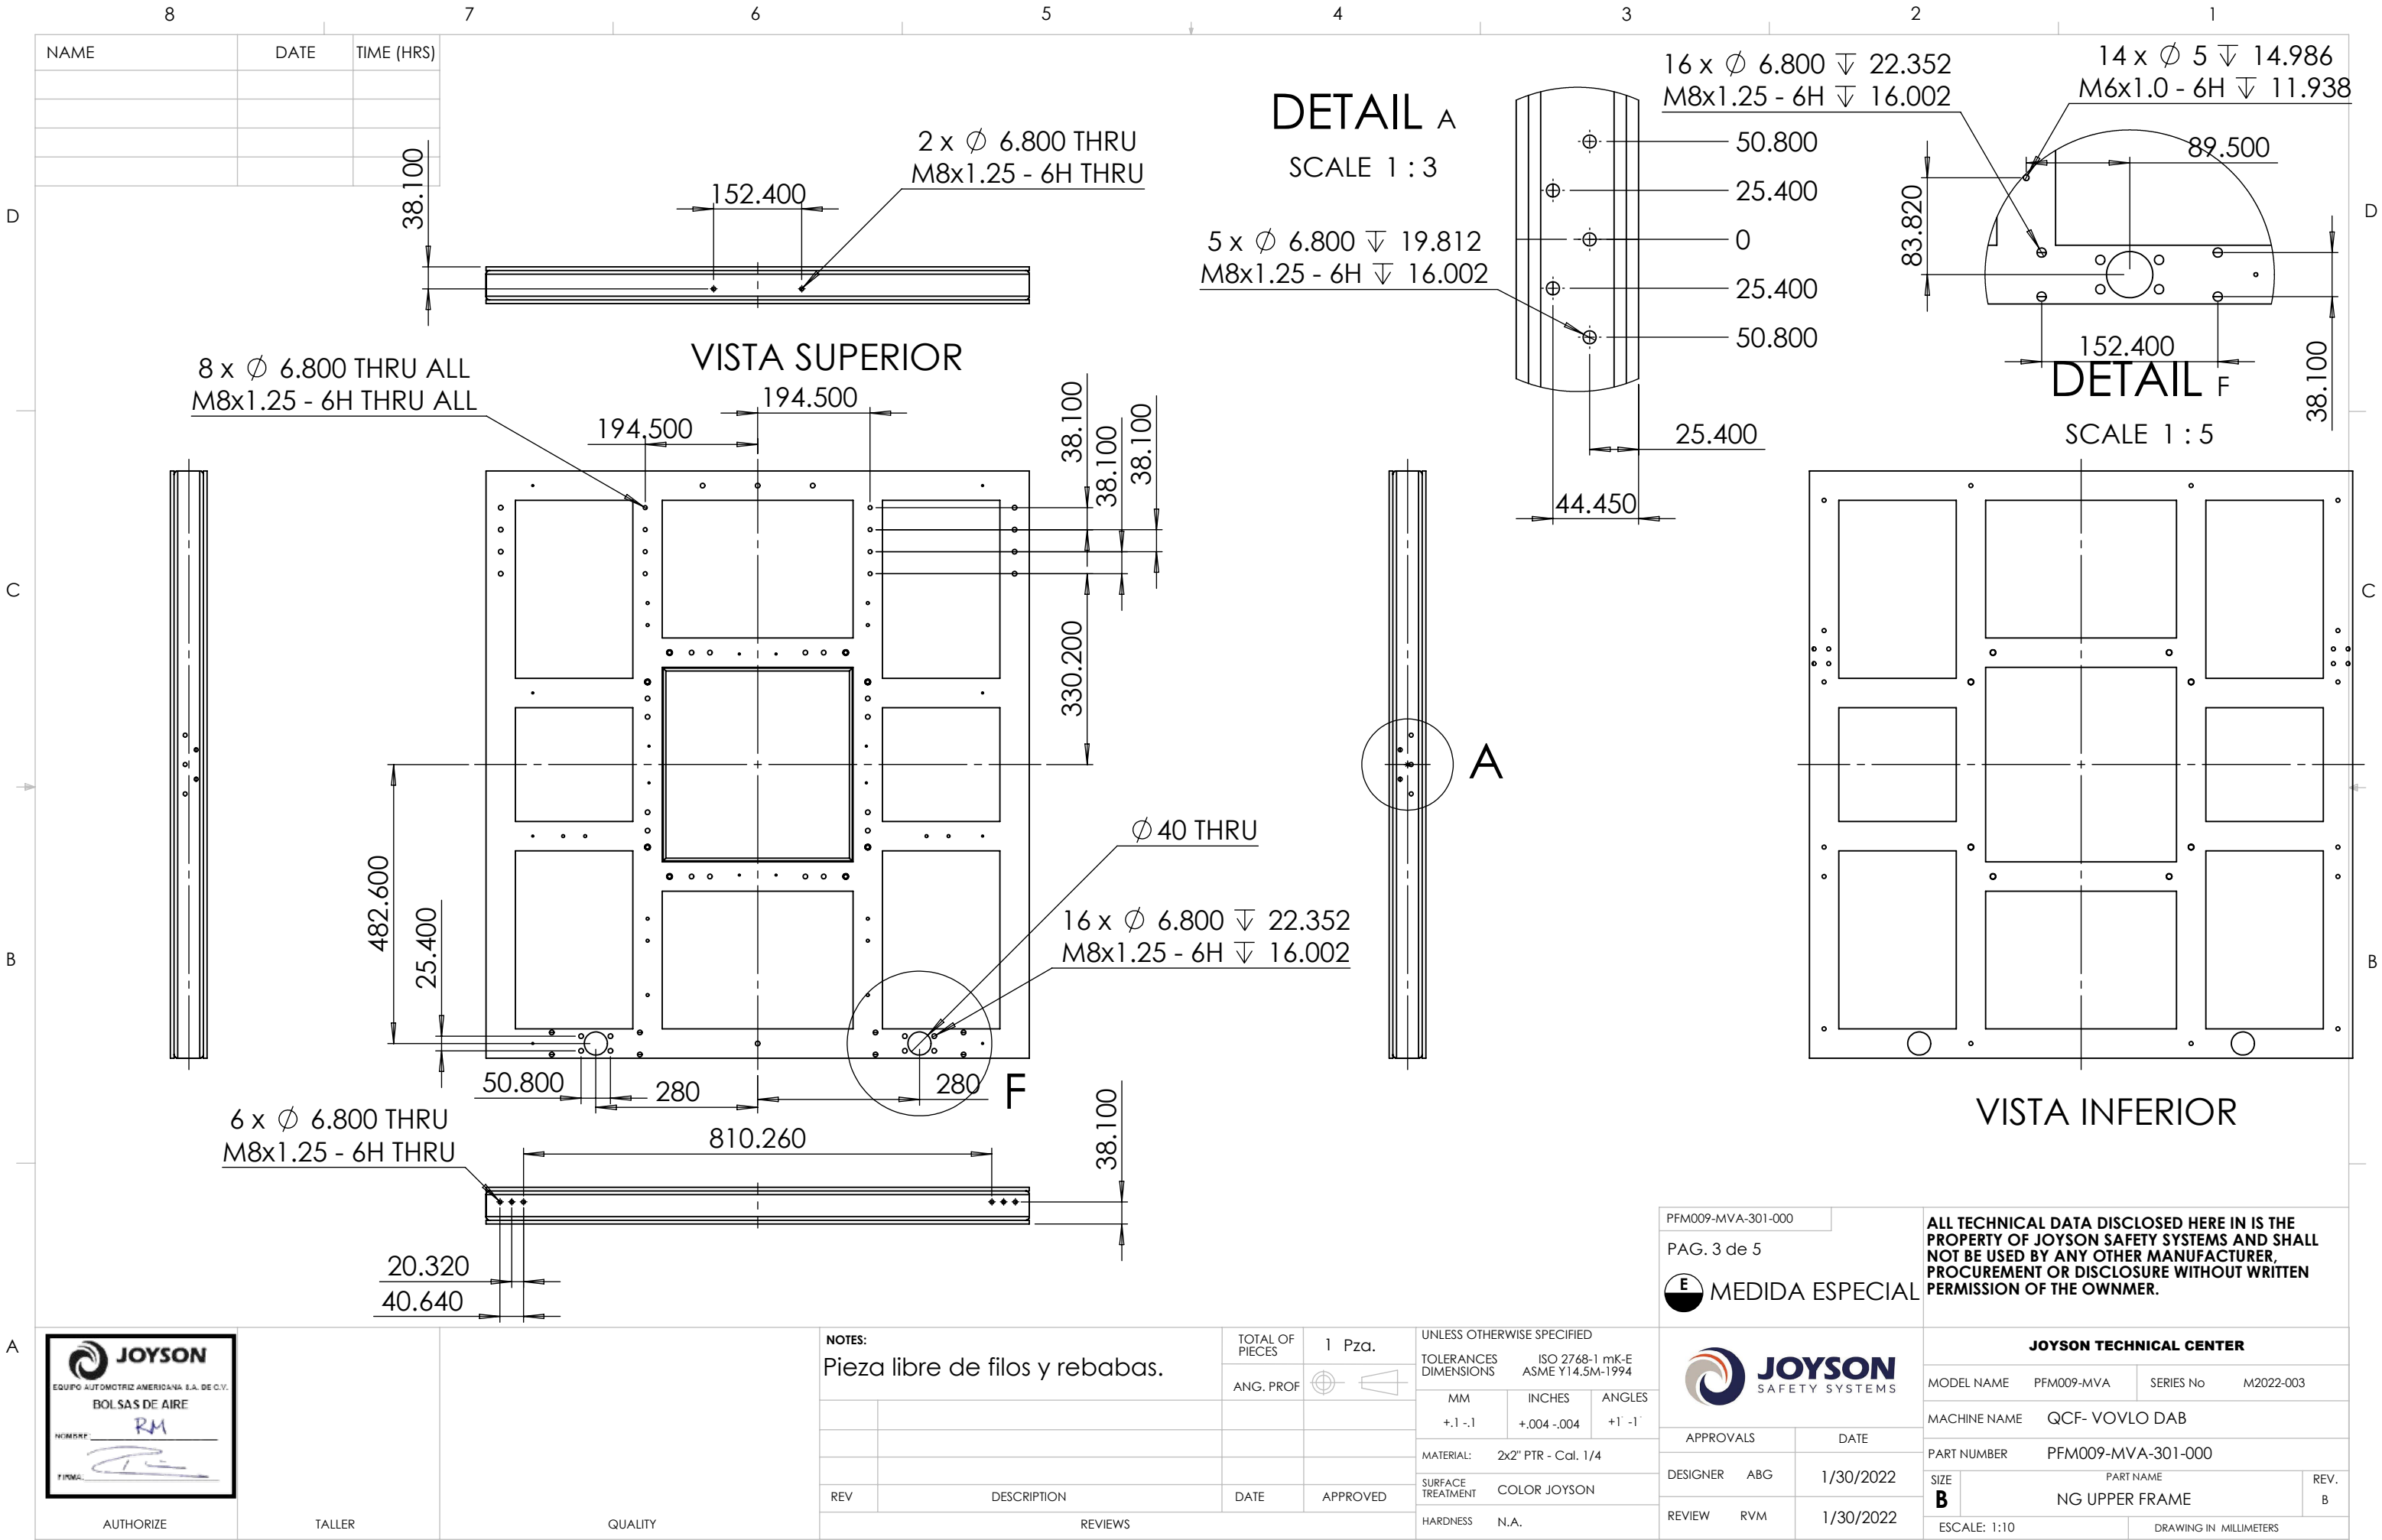 8 7 6 5 4 3 2 1
NAME DATE TIME (HRS)
D
D
C
C
B
B
A
38.100
152.400
2 x ∅ 6.800 THRU
M8x1.25 - 6H THRU
VISTA SUPERIOR
DETAIL A
SCALE 1 : 3
5 x ∅ 6.800 ↧ 19.812
M8x1.25 - 6H ↧ 16.002
50.800
25.400
0
25.400
50.800
25.400
44.450
16 x ∅ 6.800 ↧ 22.352
M8x1.25 - 6H ↧ 16.002
14 x ∅ 5 ↧ 14.986
M6x1.0 - 6H ↧ 11.938
89.500
83.820
152.400
38.100
DETAIL F
SCALE 1 : 5
8 x ∅ 6.800 THRU ALL
M8x1.25 - 6H THRU ALL
194.500
194.500
38.100
38.100
38.100
330.200
482.600
25.400
A
∅ 40 THRU
16 x ∅ 6.800 ↧ 22.352
M8x1.25 - 6H ↧ 16.002
50.800
280
280
F
VISTA INFERIOR
6 x ∅ 6.800 THRU
M8x1.25 - 6H THRU
810.260
38.100
20.320
40.640
PFM009-MVA-301-000
PAG. 3 de 5
E MEDIDA ESPECIAL
ALL TECHNICAL DATA DISCLOSED HERE IN IS THE
PROPERTY OF JOYSON SAFETY SYSTEMS AND SHALL
NOT BE USED BY ANY OTHER MANUFACTURER,
PROCUREMENT OR DISCLOSURE WITHOUT WRITTEN
PERMISSION OF THE OWNMER.
JOYSON
EQUIPO AUTOMOTRIZ AMERICANA S.A. DE C.V.
BOLSAS DE AIRE
NOMBRE: RM
FIRMA:
AUTHORIZE TALLER QUALITY
NOTES:
Pieza libre de filos y rebabas.
REV DESCRIPTION DATE APPROVED
REVIEWS
TOTAL OF
PIECES
1 Pza.
ANG. PROF
UNLESS OTHERWISE SPECIFIED
TOLERANCES ISO 2768-1 mK-E
DIMENSIONS ASME Y14.5M-1994
MM INCHES ANGLES
+.1 -.1 +.004 -.004 +1° -1°
MATERIAL: 2x2" PTR - Cal. 1/4
SURFACE
TREATMENT
COLOR JOYSON
HARDNESS N.A.
JOYSON
SAFETY SYSTEMS
APPROVALS DATE
DESIGNER ABG 1/30/2022
REVIEW RVM 1/30/2022
JOYSON TECHNICAL CENTER
MODEL NAME PFM009-MVA SERIES No M2022-003
MACHINE NAME QCF- VOVLO DAB
PART NUMBER PFM009-MVA-301-000
SIZE PART NAME REV.
B NG UPPER FRAME B
ESCALE: 1:10 DRAWING IN MILLIMETERS